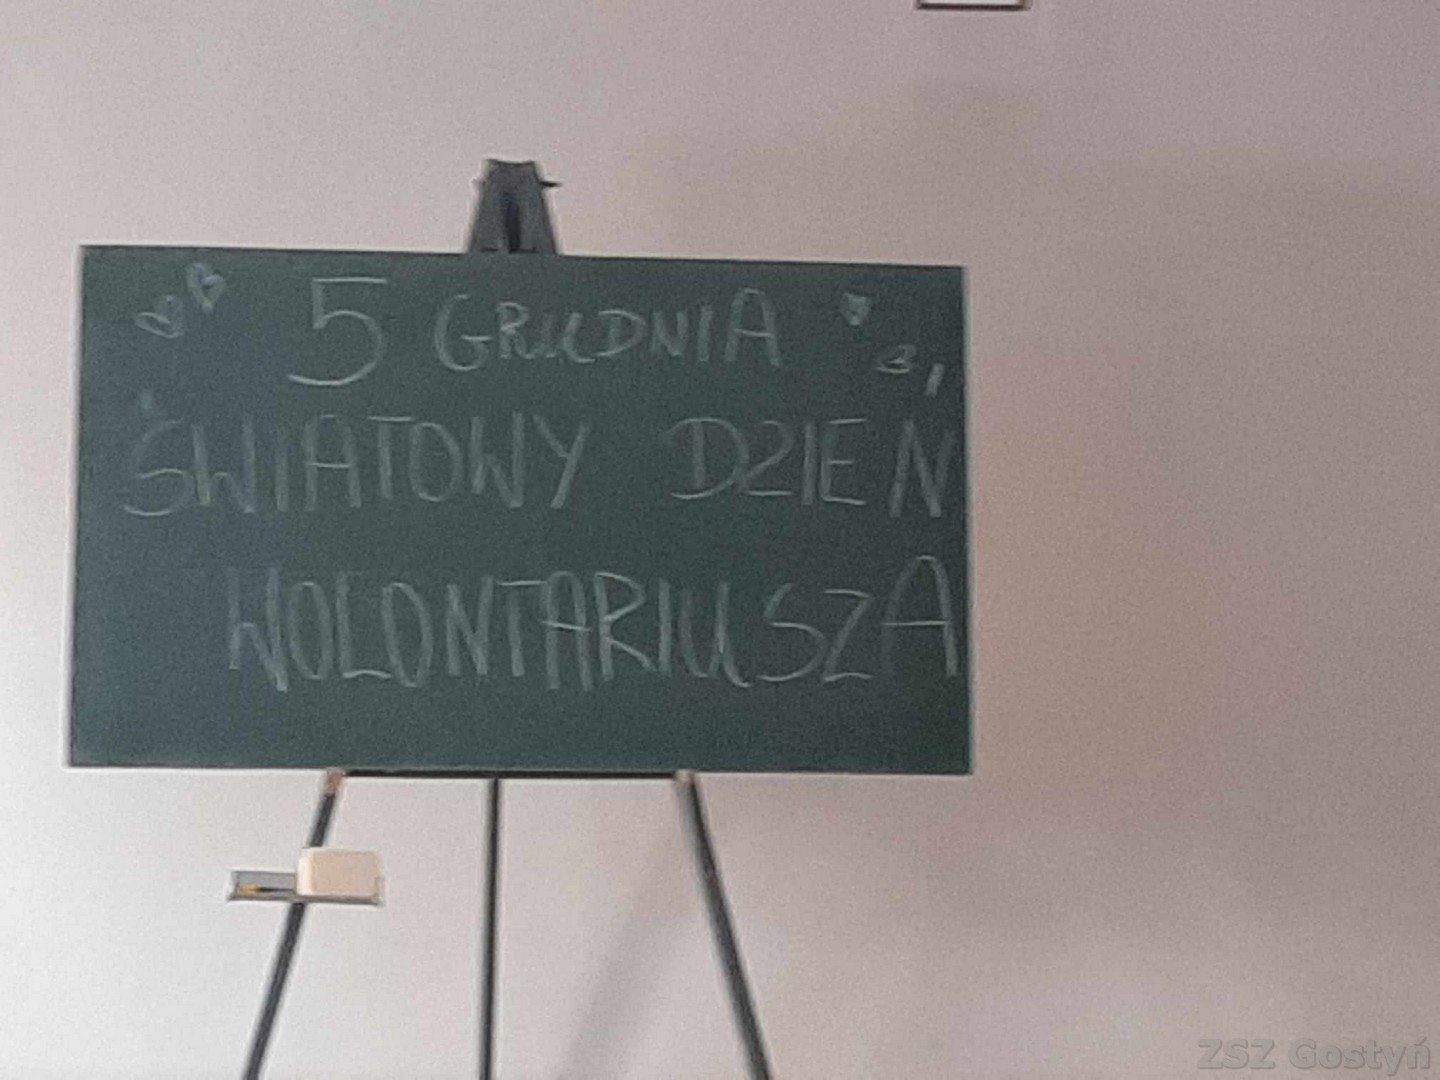 5 GRUDNIA
ŚWIATOWY DZIEŃ
WOLONTARIUSZA
ZSZ Gostyń